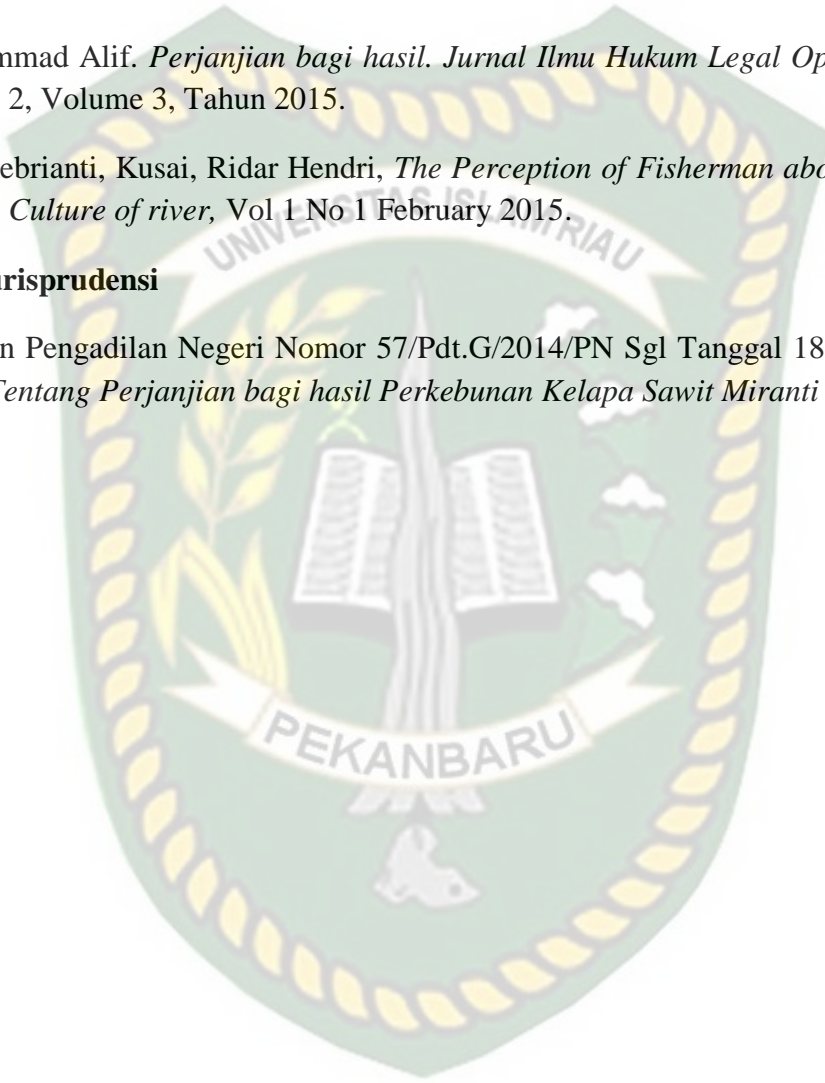 mmad Alif. Perjanjian bagi hasil. Jurnal Ilmu Hukum Legal Op
2, Volume 3, Tahun 2015.
ebrianti, Kusai, Ridar Hendri, The Perception of Fisherman abo
Culture of river, Vol 1 No 1 February 2015.
UNIVERSITAS ISLAM RIAU
urisprudensi
n Pengadilan Negeri Nomor 57/Pdt.G/2014/PN Sgl Tanggal 18
Tentang Perjanjian bagi hasil Perkebunan Kelapa Sawit Miranti
PEKANBARU